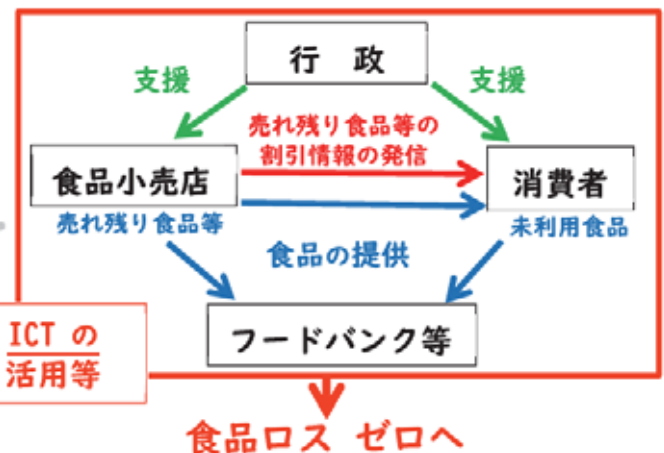 行 政
支援
支援
売れ残り食品等の
割引情報の発信
食品小売店
消費者
売れ残り食品等
未利用食品
食品の提供
フードバンク等
ICT の
活用等
食品ロス ゼロへ